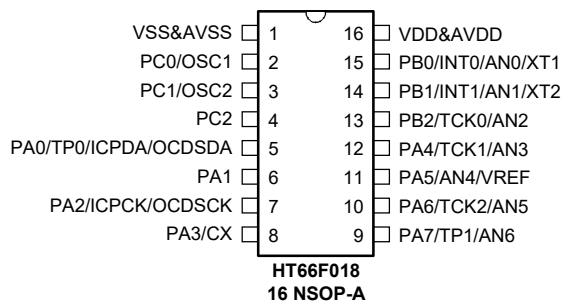 VSS&AVSS 1 16 VDD&AVDD
PC0/OSC1 2 15 PB0/INT0/AN0/XT1
PC1/OSC2 3 14 PB1/INT1/AN1/XT2
PC2 4 13 PB2/TCK0/AN2
PA0/TP0/ICPDA/OCDSDA 5 12 PA4/TCK1/AN3
PA1 6 11 PA5/AN4/VREF
PA2/ICPCK/OCDSCK 7 10 PA6/TCK2/AN5
PA3/CX 8 9 PA7/TP1/AN6
HT66F018
16 NSOP-A